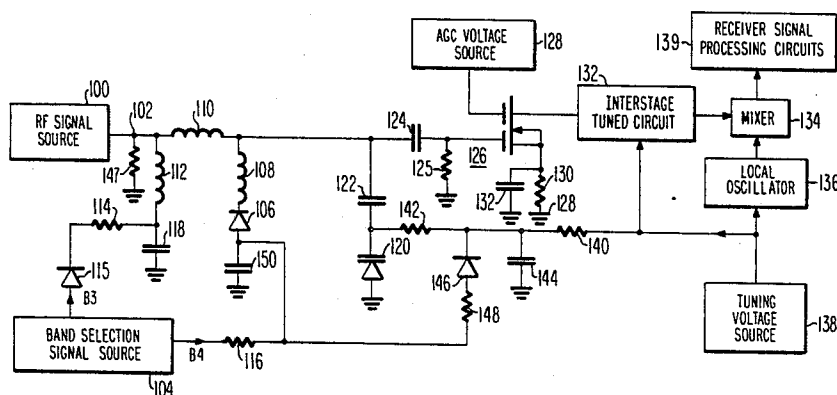 AGC VOLTAGE
SOURCE
128
RECEIVER SIGNAL
PROCESSING CIRCUITS
139
132
INTERSTAGE
TUNED CIRCUIT
MIXER
134
100
RF SIGNAL
SOURCE
102
110
124
147
112
108
125
126
130
LOCAL
OSCILLATOR
136
114
118
106
122
132
128
142
140
115
150
120
146
144
B3
148
BAND SELECTION
SIGNAL SOURCE
104
B4
116
TUNING
VOLTAGE
SOURCE
138